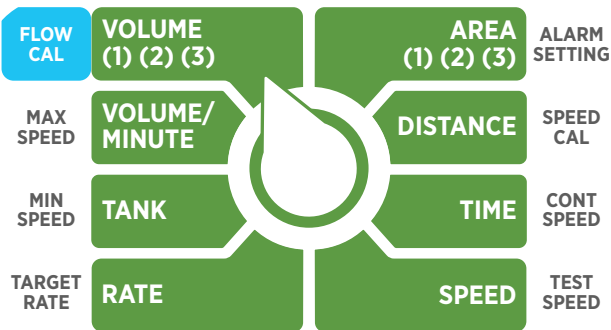 FLOW
CAL
VOLUME
(1) (2) (3)
AREA
(1) (2) (3)
ALARM
SETTING
MAX
SPEED
VOLUME/
MINUTE
DISTANCE
SPEED
CAL
MIN
SPEED
TANK
TIME
CONT
SPEED
TARGET
RATE
RATE
SPEED
TEST
SPEED